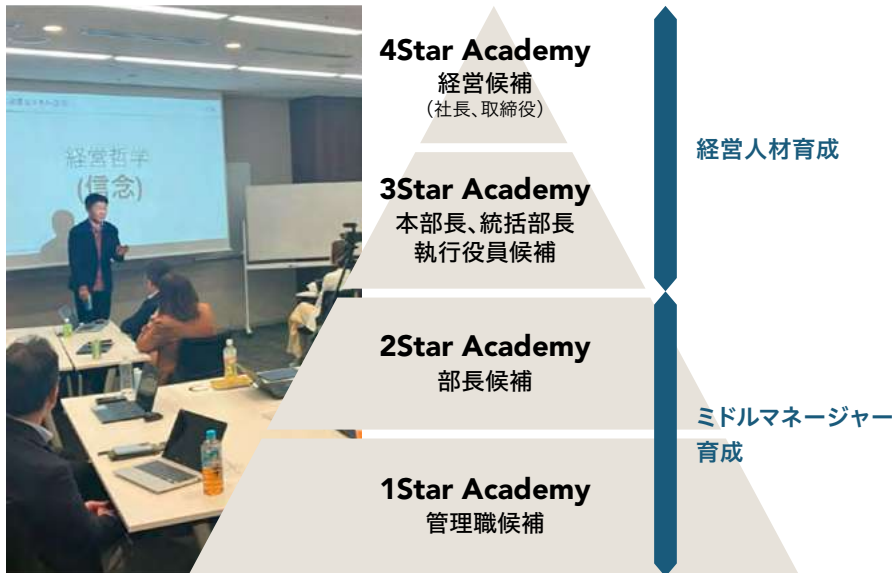 経営哲学
(信念)
4Star Academy
経営候補
(社長、取締役)
3Star Academy
本部長、統括部長
執行役員候補
2Star Academy
部長候補
1Star Academy
管理職候補
経営人材育成
ミドルマネージャー
育成